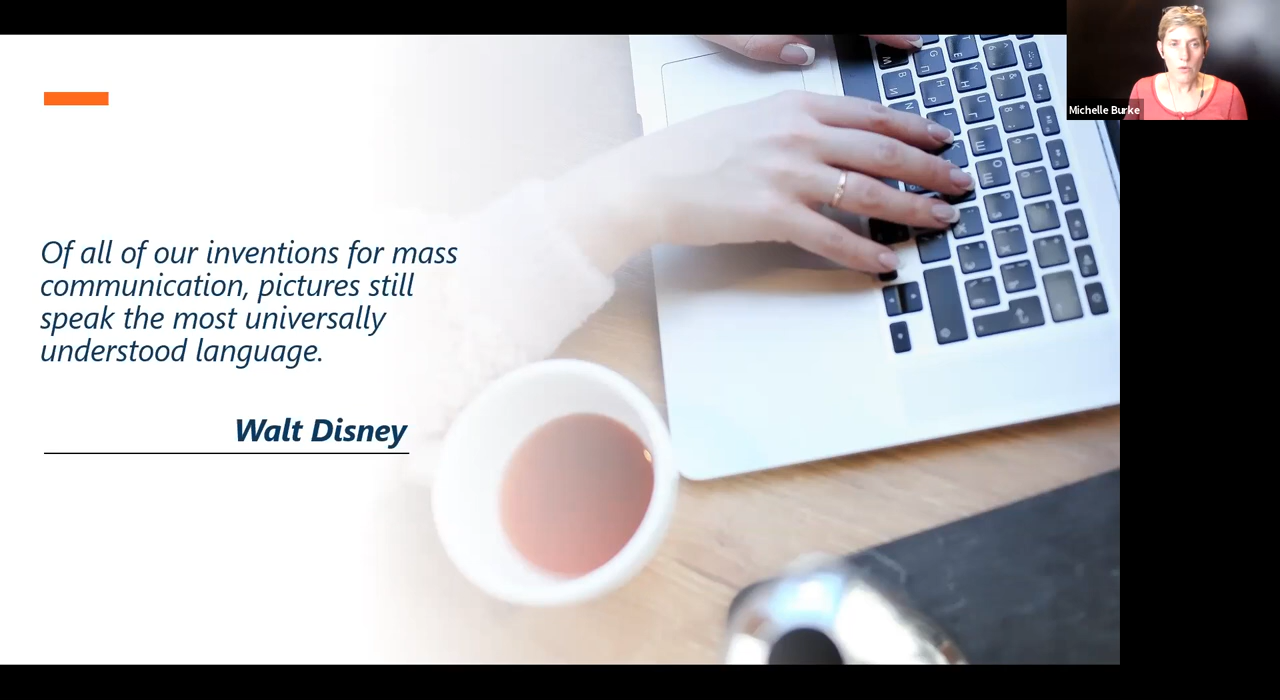 Of all of our inventions for mass
communication, pictures still
speak the most universally
understood language.
Walt Disney
Michelle Burke